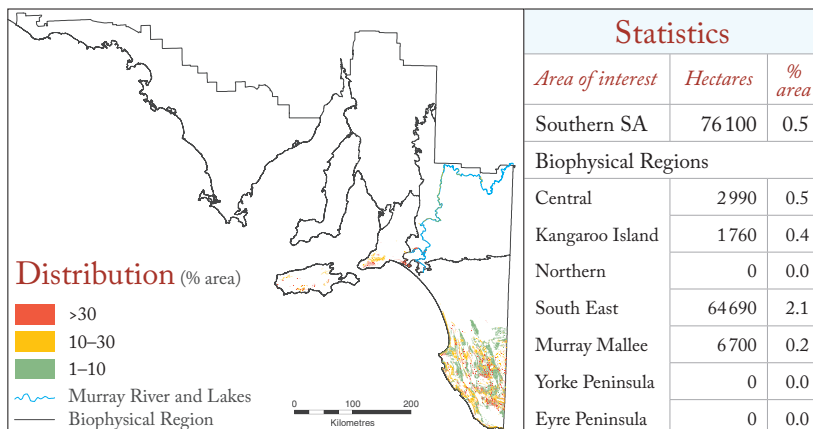 Distribution (% area)
>30
10–30
1–10
Murray River and Lakes
Biophysical Region
0 100 200
Kilometres
Statistics
Area of interest Hectares % area
Southern SA 76 100 0.5
Biophysical Regions
Central 2 990 0.5
Kangaroo Island 1 760 0.4
Northern 0 0.0
South East 64 690 2.1
Murray Mallee 6 700 0.2
Yorke Peninsula 0 0.0
Eyre Peninsula 0 0.0